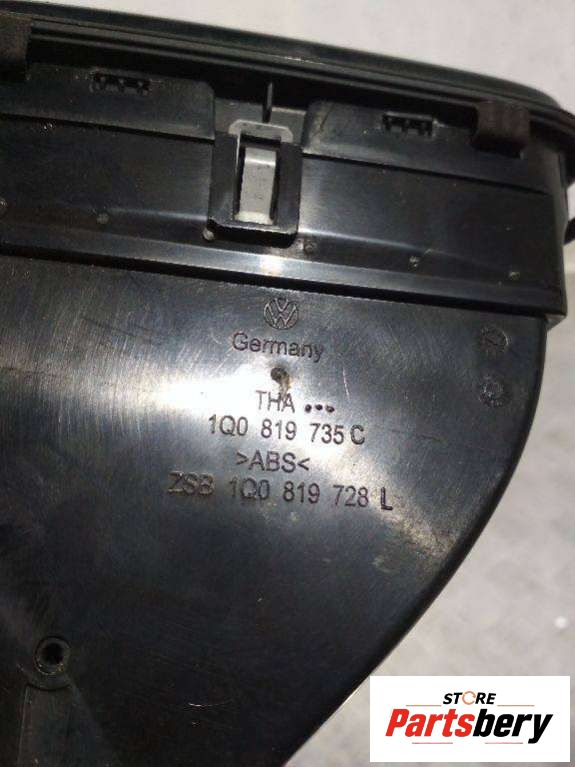 Germany
THA
1Q0 819 735 C
>ABS<
ZSB 1Q0 819 728 L
STORE
Partsbery